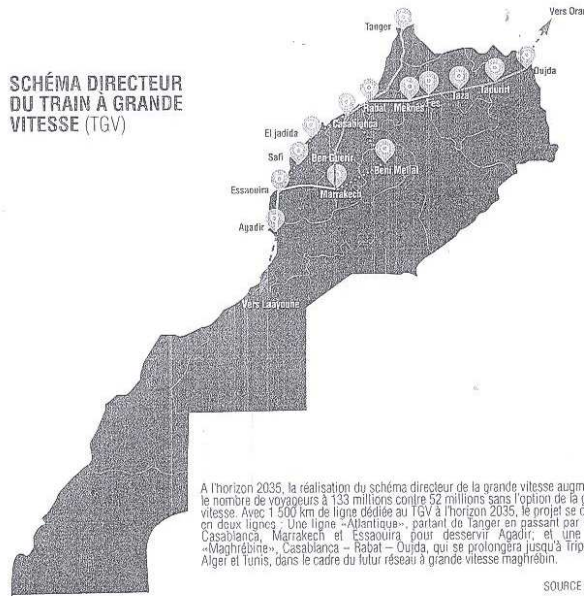 SCHÉMA DIRECTEUR
DU TRAIN À GRANDE
VITESSE (TGV)
Vers Oran
Tanger
Oujda
Taourirt
Taza
Fès
Meknès
Rabat
Casablanca
El jadida
Safi
Ben Guerir
Beni Mellal
Essaouira
Marrakech
Agadir
Vers Laâyoune
A l'horizon 2035, la réalisation du schéma directeur de la grande vitesse augm
le nombre de voyageurs à 133 millions contre 52 millions sans l'option de la g
vitesse. Avec 1 500 km de ligne dédiée au TGV à l'horizon 2035, le projet se d
en deux lignes : Une ligne «Atlantique», partant de Tanger en passant par
Casablanca, Marrakech et Essaouira pour desservir Agadir; et une
«Maghrébine», Casablanca – Rabat – Oujda, qui se prolongera jusqu'à Trip
Alger et Tunis, dans le cadre du futur réseau à grande vitesse maghrébin.
SOURCE